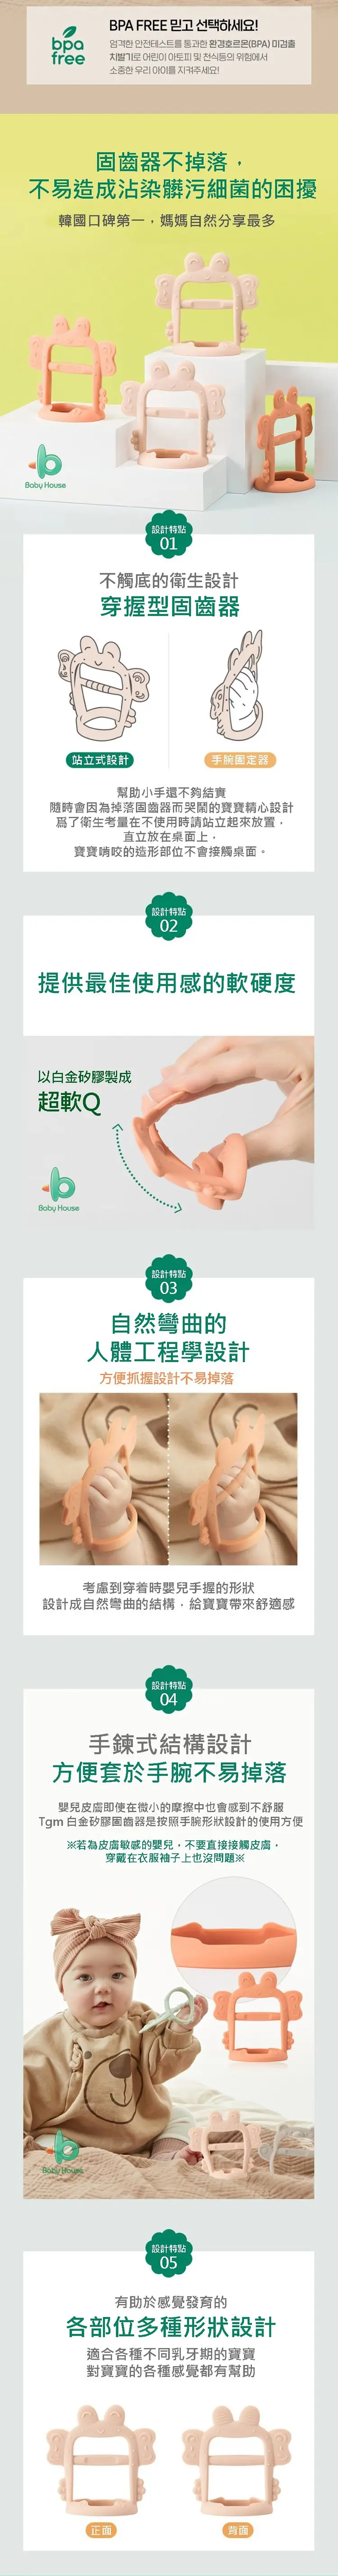 bpa
free
BPA FREE 믿고 선택하세요!
엄격한 안전테스트를 통과한 환경호르몬(BPA) 미검출
치발기로 어린이 아토피 및 천식등의 위험에서
소중한 우리 아이를 지켜주세요!
固齒器不掉落，
不易造成沾染髒污細菌的困擾
韓國口碑第一，媽媽自然分享最多
Baby House
設計特點
01
不觸底的衛生設計
穿握型固齒器
站立式設計
手腕固定器
幫助小手還不夠結實
隨時會因為掉落固齒器而哭鬧的寶寶精心設計
爲了衛生考量在不使用時請站立起來放置，
直立放在桌面上，
寶寶啃咬的造形部位不會接觸桌面。
設計特點
02
提供最佳使用感的軟硬度
以白金矽膠製成
超軟Q
Baby House
設計特點
03
自然彎曲的
人體工程學設計
方便抓握設計不易掉落
考慮到穿着時嬰兒手握的形狀
設計成自然彎曲的結構，給寶寶帶來舒適感
設計特點
04
手鍊式結構設計
方便套於手腕不易掉落
嬰兒皮膚即使在微小的摩擦中也會感到不舒服
Tgm 白金矽膠固齒器是按照手腕形狀設計的使用方便
※若為皮膚敏感的嬰兒，不要直接接觸皮膚，
穿戴在衣服袖子上也沒問題※
Baby House
設計特點
05
有助於感覺發育的
各部位多種形狀設計
適合各種不同乳牙期的寶寶
對寶寶的各種感覺都有幫助
正面
背面